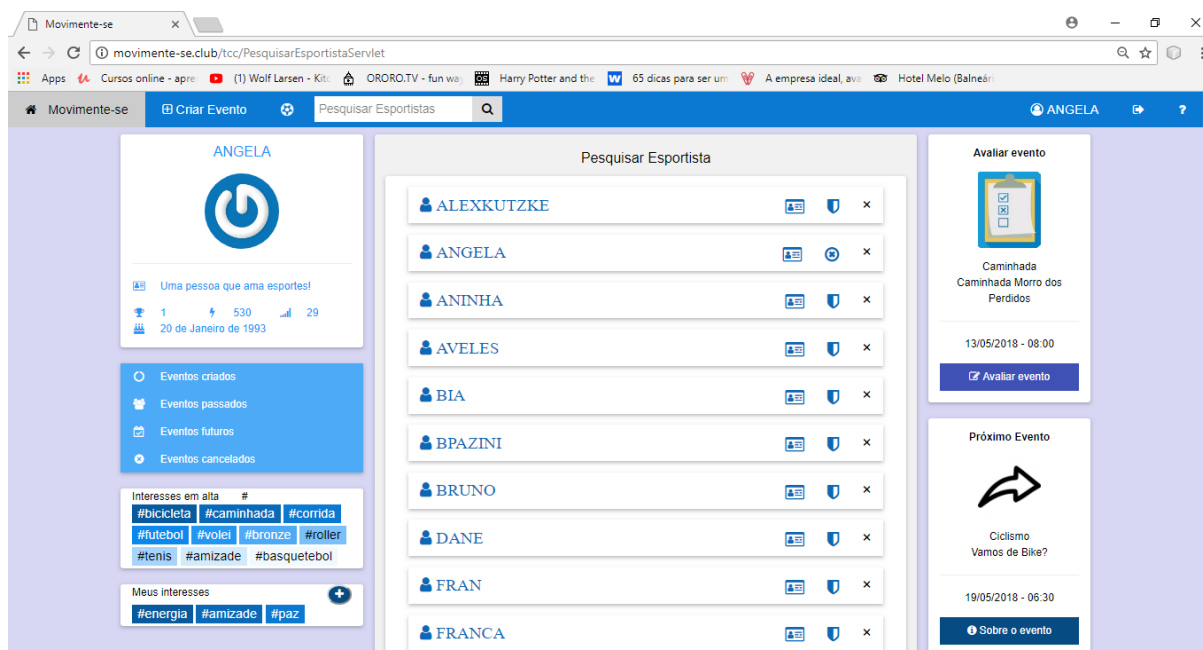 Movimente-se
movimente-se.club/tcc/PesquisarEsportistaServlet
Apps Cursos online - apre (1) Wolf Larsen - Kit ORORO.TV - fun way Harry Potter and the 65 dicas para ser um A empresa ideal, ava Hotel Melo (Balneári
Movimente-se Criar Evento Pesquisar Esportistas ANGELA ?
ANGELA
Uma pessoa que ama esportes!
1 530 29
20 de Janeiro de 1993
Eventos criados
Eventos passados
Eventos futuros
Eventos cancelados
Interesses em alta #
#bicicleta #caminhada #corrida
#futebol #volei #bronze #roller
#tenis #amizade #basquetebol
Meus interesses
#energia #amizade #paz
Pesquisar Esportista
ALEXKUTZKE
ANGELA
ANINHA
AVELES
BIA
BPAZINI
BRUNO
DANE
FRAN
FRANCA
Avaliar evento
Caminhada
Caminhada Morro dos
Perdidos
13/05/2018 - 08:00
Avaliar evento
Próximo Evento
Ciclismo
Vamos de Bike?
19/05/2018 - 06:30
Sobre o evento